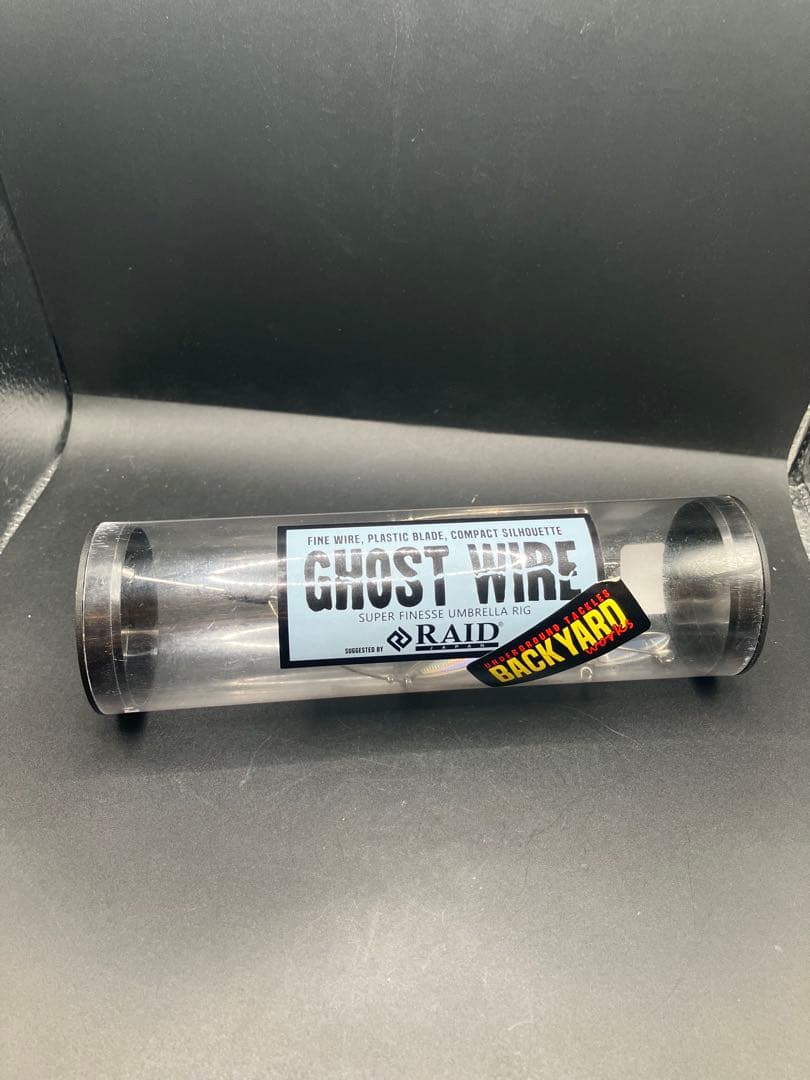 FINE WIRE, PLASTIC BLADE, COMPACT SILHOUETTE
GHOST WIRE
SUPER FINESSE UMBRELLA RIG
SUGGESTED BY RAID®
JAPAN
UNDERGROUND TACKLES
BACKYARD
works